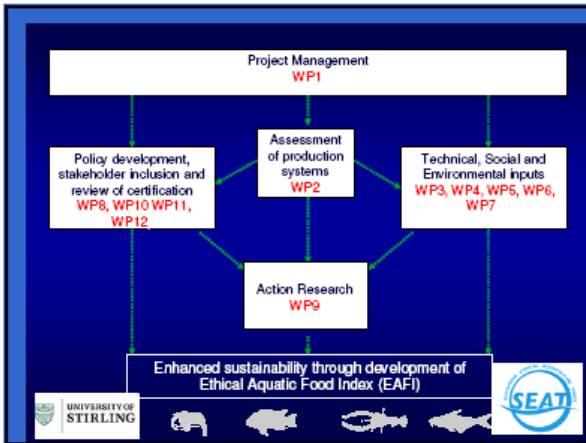 Project Management
WP1
Assessment
of production
systems
WP2
Policy development,
stakeholder inclusion and
review of certification
WP8, WP10 WP11,
WP12
Technical, Social and
Environmental inputs
WP3, WP4, WP5, WP6,
WP7
Action Research
WP9
Enhanced sustainability through development of
Ethical Aquatic Food Index (EAFI)
UNIVERSITY OF
STIRLING
SEAT